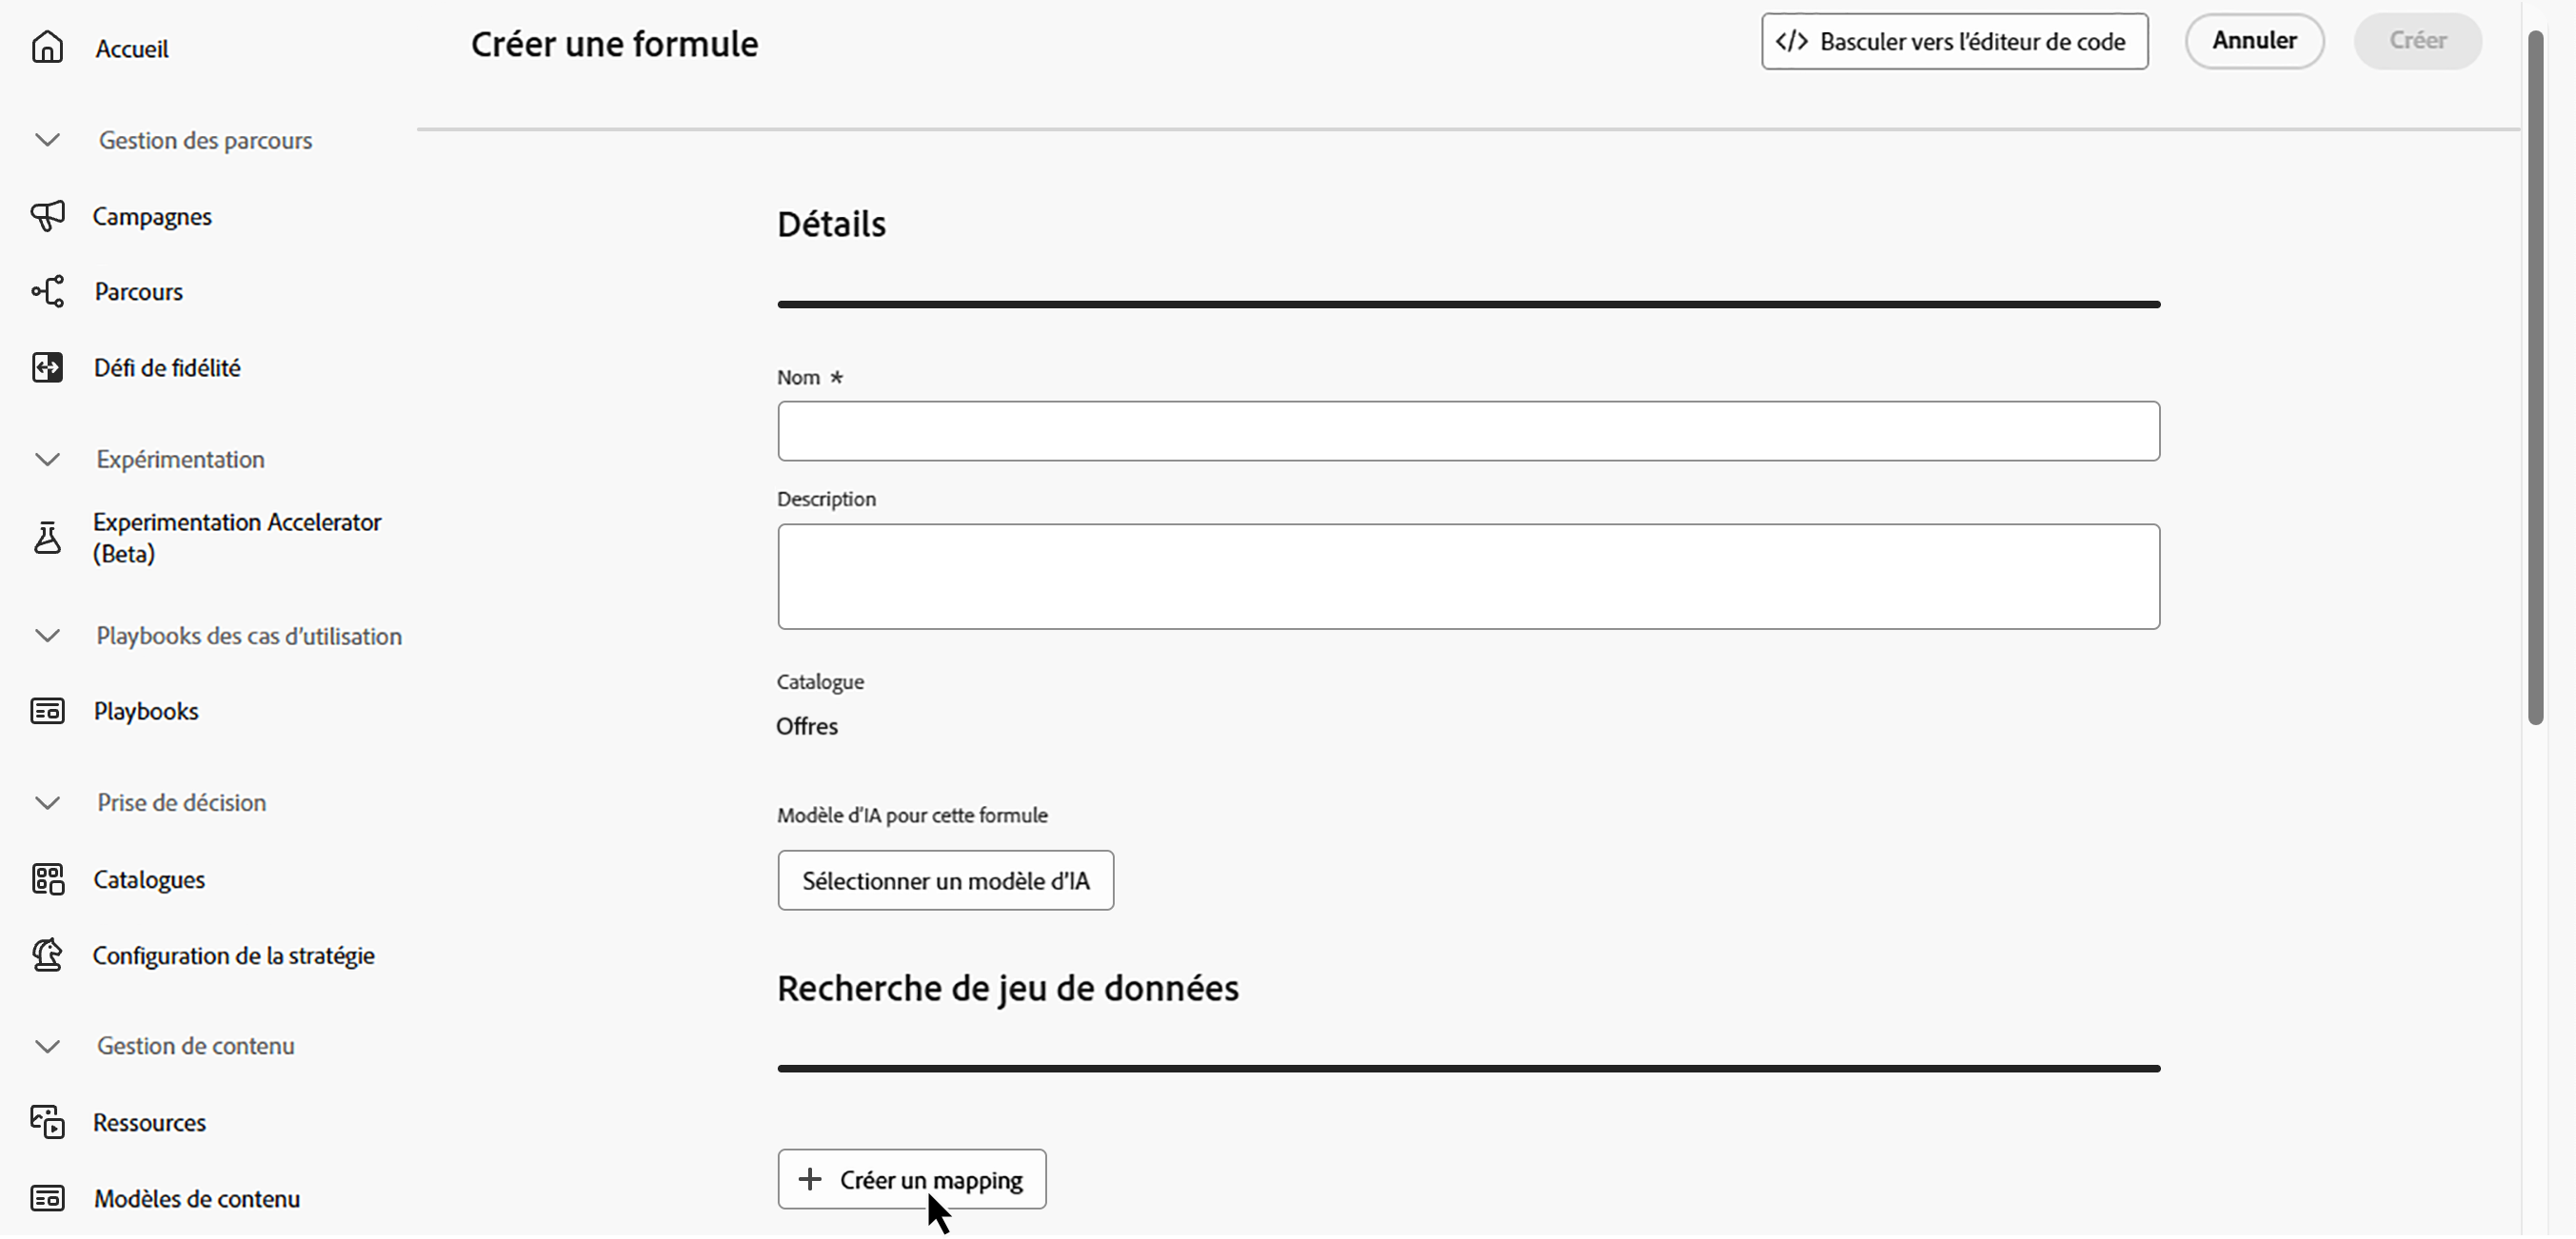 Accueil
Gestion des parcours
Campagnes
Parcours
Défi de fidélité
Expérimentation
Experimentation Accelerator
(Beta)
Playbooks des cas d’utilisation
Playbooks
Prise de décision
Catalogues
Configuration de la stratégie
Gestion de contenu
Ressources
Modèles de contenu
Créer une formule
</> Basculer vers l’éditeur de code
Annuler
Créer
Détails
Nom *
Description
Catalogue
Offres
Modèle d’IA pour cette formule
Sélectionner un modèle d’IA
Recherche de jeu de données
+ Créer un mapping